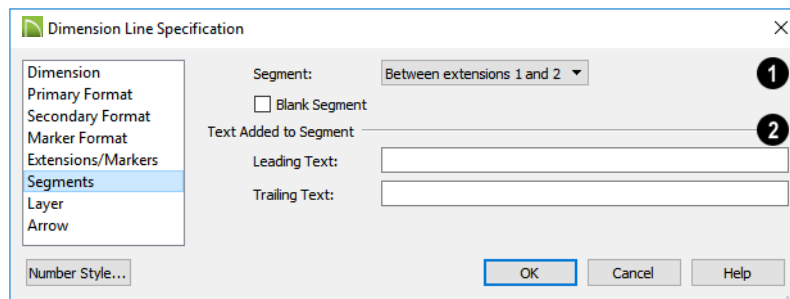 Dimension Line Specification
Dimension
Primary Format
Secondary Format
Marker Format
Extensions/Markers
Segments
Layer
Arrow
Segment: Between extensions 1 and 2 1
Blank Segment
Text Added to Segment 2
Leading Text:
Trailing Text:
Number Style... OK Cancel Help